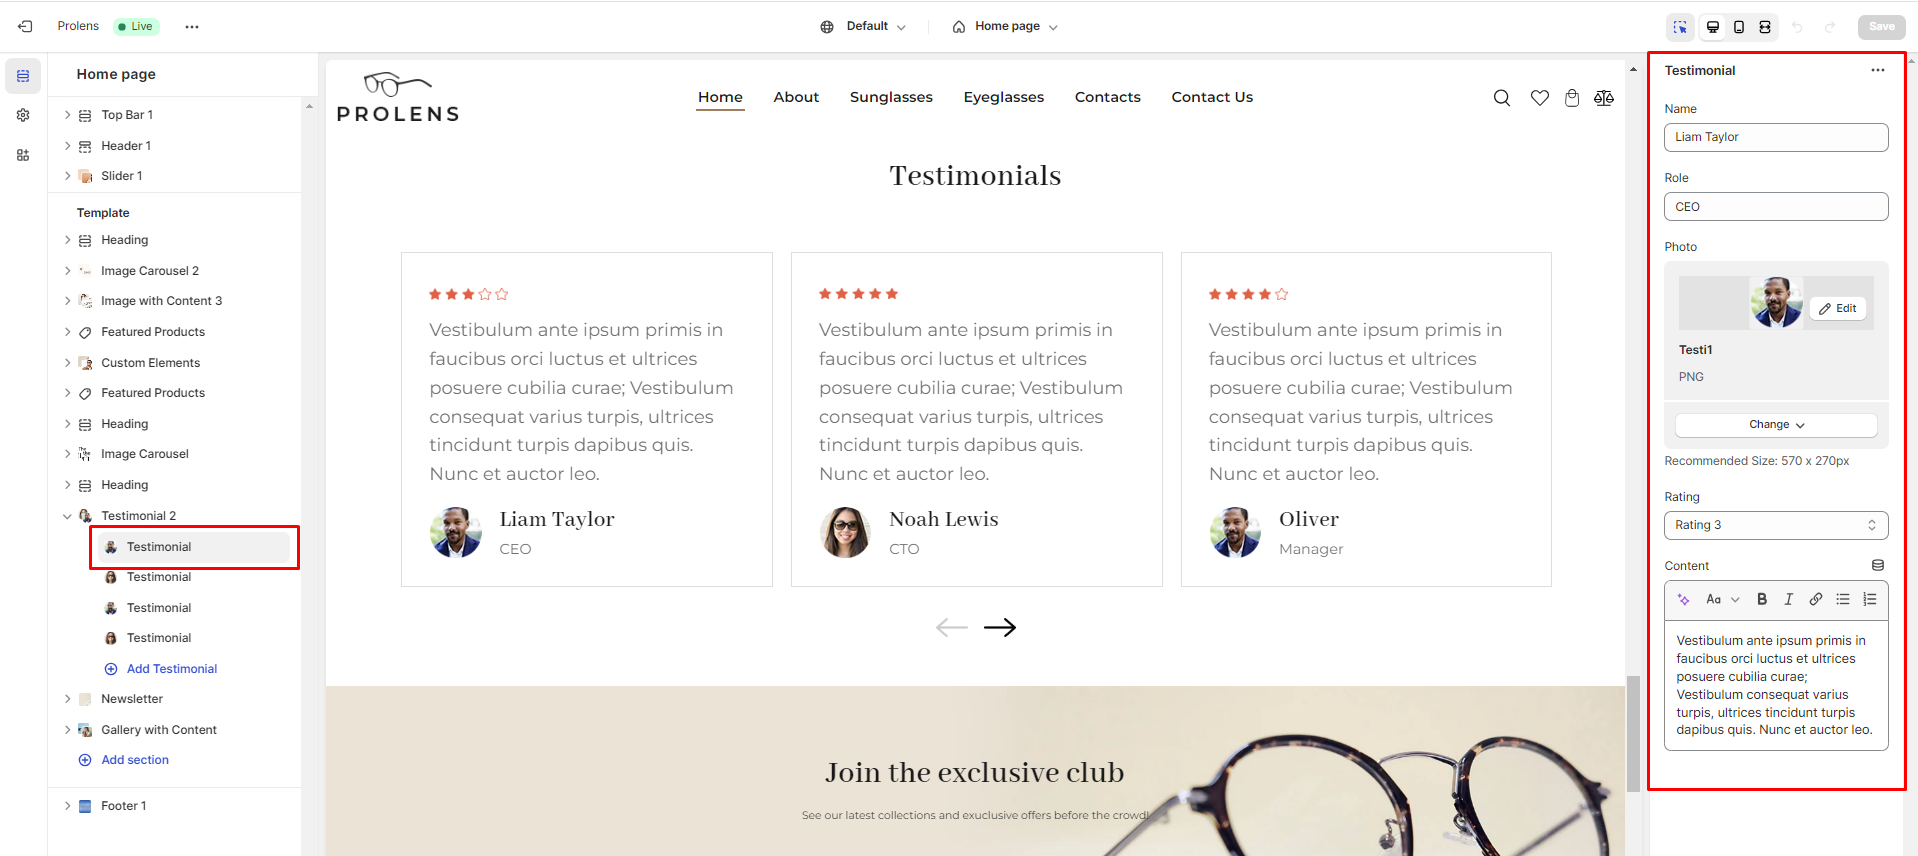 Prolens
Live
Default
Home page
Save
Home page
Top Bar 1
Header 1
Slider 1
Template
Heading
Image Carousel 2
Image with Content 3
Featured Products
Custom Elements
Featured Products
Heading
Image Carousel
Heading
Testimonial 2
Testimonial
Testimonial
Testimonial
Testimonial
Add Testimonial
Newsletter
Gallery with Content
Add section
Footer 1
PROLENS
Home
About
Sunglasses
Eyeglasses
Contacts
Contact Us
Testimonials
Vestibulum ante ipsum primis in
faucibus orci luctus et ultrices
posuere cubilia curae; Vestibulum
consequat varius turpis, ultrices
tincidunt turpis dapibus quis.
Nunc et auctor leo.
Liam Taylor
CEO
Vestibulum ante ipsum primis in
faucibus orci luctus et ultrices
posuere cubilia curae; Vestibulum
consequat varius turpis, ultrices
tincidunt turpis dapibus quis.
Nunc et auctor leo.
Noah Lewis
CTO
Vestibulum ante ipsum primis in
faucibus orci luctus et ultrices
posuere cubilia curae; Vestibulum
consequat varius turpis, ultrices
tincidunt turpis dapibus quis.
Nunc et auctor leo.
Oliver
Manager
Join the exclusive club
See our latest collections and exuclusive offers before the crowd!
Testimonial
Name
Liam Taylor
Role
CEO
Photo
Edit
Testi1
PNG
Change
Recommended Size: 570 x 270px
Rating
Rating 3
Content
Aa
B
I
Vestibulum ante ipsum primis in
faucibus orci luctus et ultrices
posuere cubilia curae;
Vestibulum consequat varius
turpis, ultrices tincidunt turpis
dapibus quis. Nunc et auctor leo.